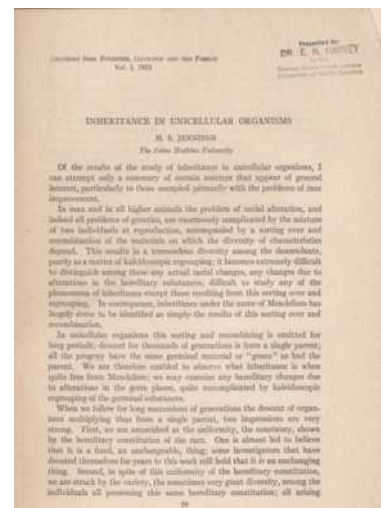 Reprinted from Eugenics, Genetics and the Family
Vol. I, 1923
Presented by
DR. E. N.
INHERITANCE IN UNICELLULAR ORGANISMS
H. S. JENNINGS
The Johns Hopkins University
Of the results of the study of inheritance in unicellular organisms, I
can attempt only a summary of certain matters that appear of general
interest, particularly to those occupied primarily with the problems of race
improvement.
In man and in all higher animals the problem of racial alteration, and
indeed all problems of genetics, are enormously complicated by the mixture
of two individuals at reproduction, accompanied by a sorting over and
recombination of the materials on which the diversity of characteristics
depend. This results in a tremendous diversity among the descendants,
partly as a matter of kaleidoscopic regrouping; it becomes extremely difficult
to distinguish among these any actual racial changes, any changes due to
alterations in the hereditary substances; difficult to study any of the
phenomena of inheritance except those resulting from this sorting over and
regrouping. In consequence, inheritance under the name of Mendelism has
largely come to be identified as simply the results of this sorting over and
recombination.
In unicellular organisms this sorting and recombining is omitted for
long periods; descent for thousands of generations is from a single parent;
all the progeny have the same germinal material or "genes" as had the
parent. We are therefore enabled to observe what inheritance is when
quite free from Mendelism; we may examine any hereditary changes due
to alterations in the germ plasm, quite uncomplicated by kaleidoscopic
regrouping of the parental substances.
When we follow for long successions of generations the descent of organ-
isms multiplying thus from a single parent, two impressions are very
strong. First, we are astonished at the uniformity, the constancy, shown
by the hereditary constitution of the race. One is almost led to believe
that it is a fixed, an unchangeable, thing; some investigators that have
devoted themselves for years to this work still hold that it is an unchanging
thing. Second, in spite of this uniformity of the hereditary constitution,
we are struck by the variety, the sometimes very great diversity, among the
individuals all possessing this same hereditary constitution; all arising